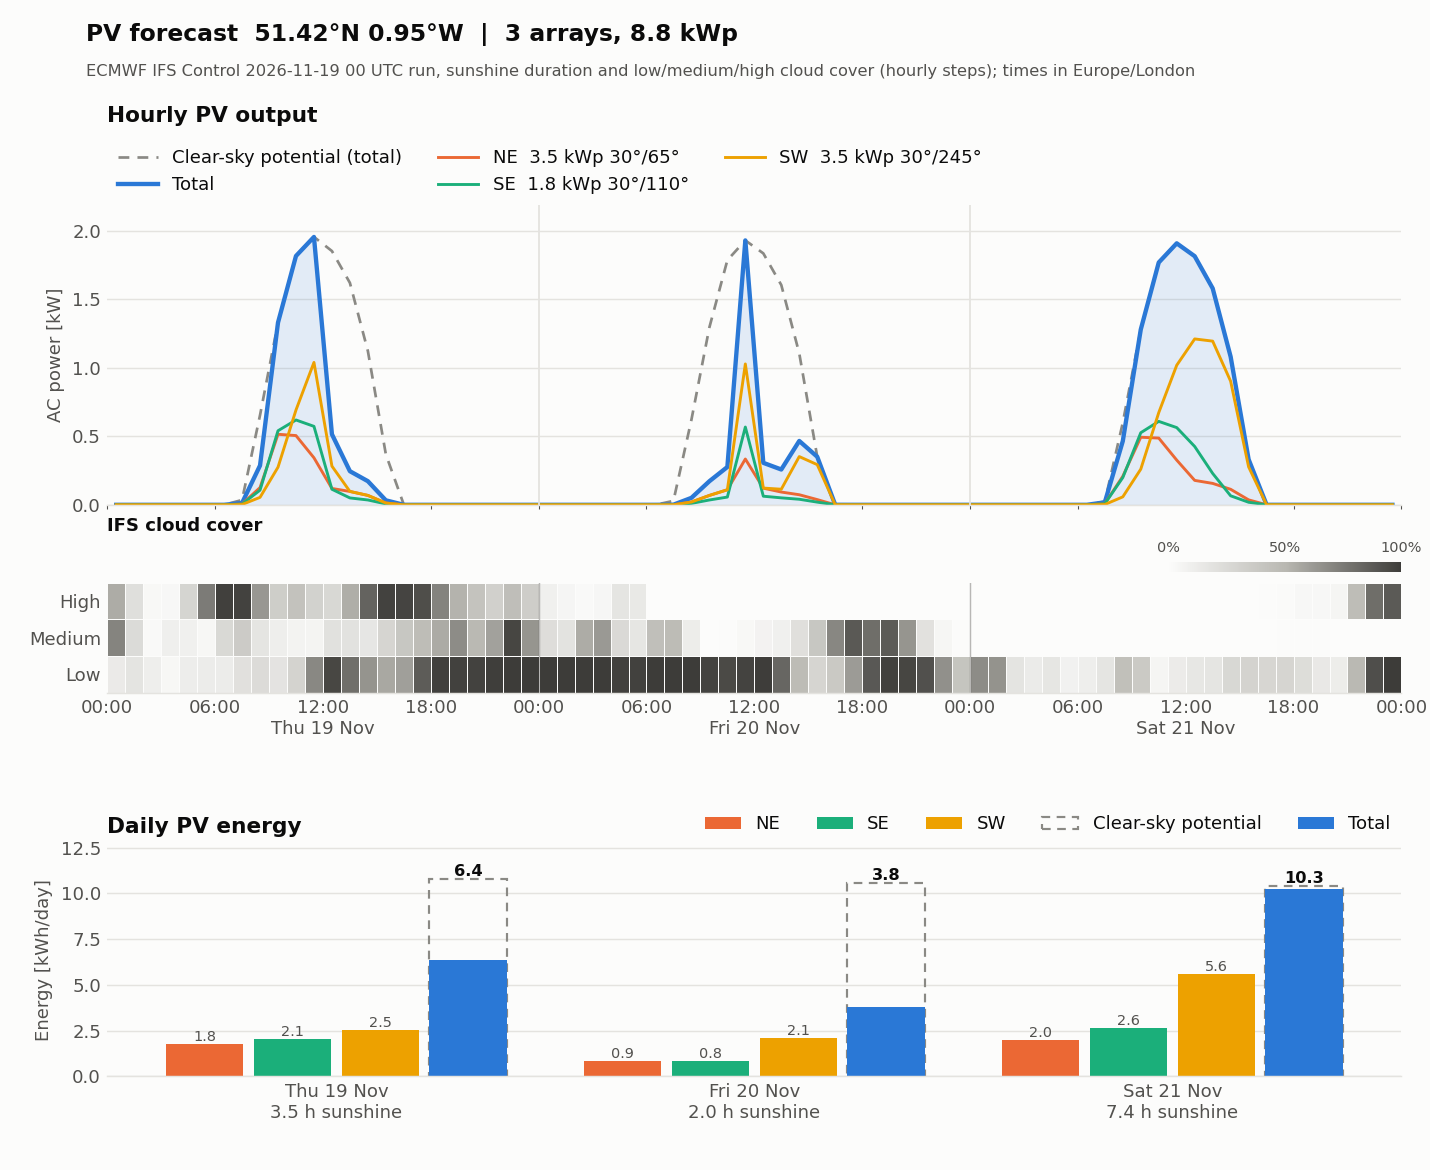 PV forecast  51.42°N 0.95°W  |  3 arrays, 8.8 kWp
ECMWF IFS Control 2026-11-19 00 UTC run, sunshine duration and low/medium/high cloud cover (hourly steps); times in Europe/London
Hourly PV output
Clear-sky potential (total)
Total
NE  3.5 kWp 30°/65°
SE  1.8 kWp 30°/110°
SW  3.5 kWp 30°/245°
AC power [kW]
2.0
1.5
1.0
0.5
0.0
IFS cloud cover
0% 50% 100%
High
Medium
Low
00:00 06:00 12:00 18:00 00:00 06:00 12:00 18:00 00:00 06:00 12:00 18:00 00:00
Thu 19 Nov Fri 20 Nov Sat 21 Nov
Daily PV energy
NE SE SW Clear-sky potential Total
Energy [kWh/day]
12.5
10.0
7.5
5.0
2.5
0.0
1.8 2.1 2.5 6.4
0.9 0.8 2.1 3.8
2.0 2.6 5.6 10.3
Thu 19 Nov
3.5 h sunshine
Fri 20 Nov
2.0 h sunshine
Sat 21 Nov
7.4 h sunshine